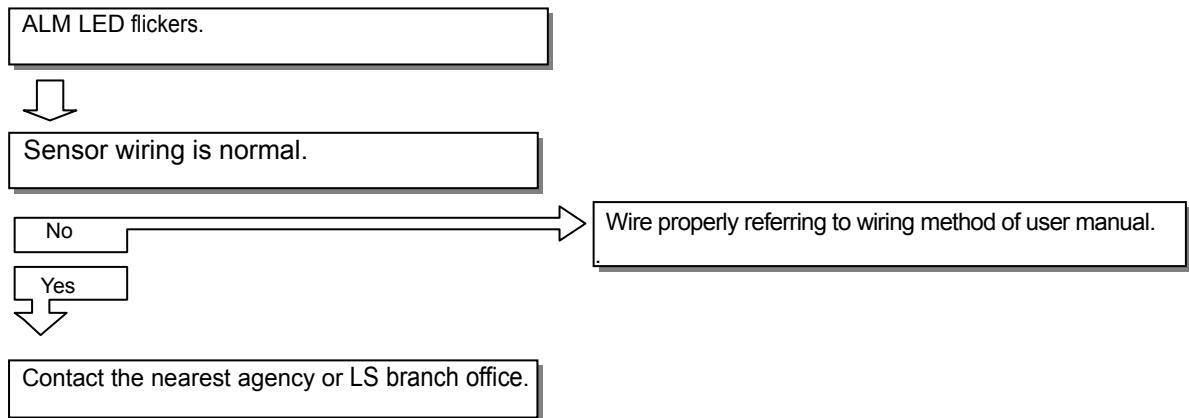 ALM LED flickers.
Sensor wiring is normal.
No
Wire properly referring to wiring method of user manual.
.
Yes
Contact the nearest agency or LS branch office.